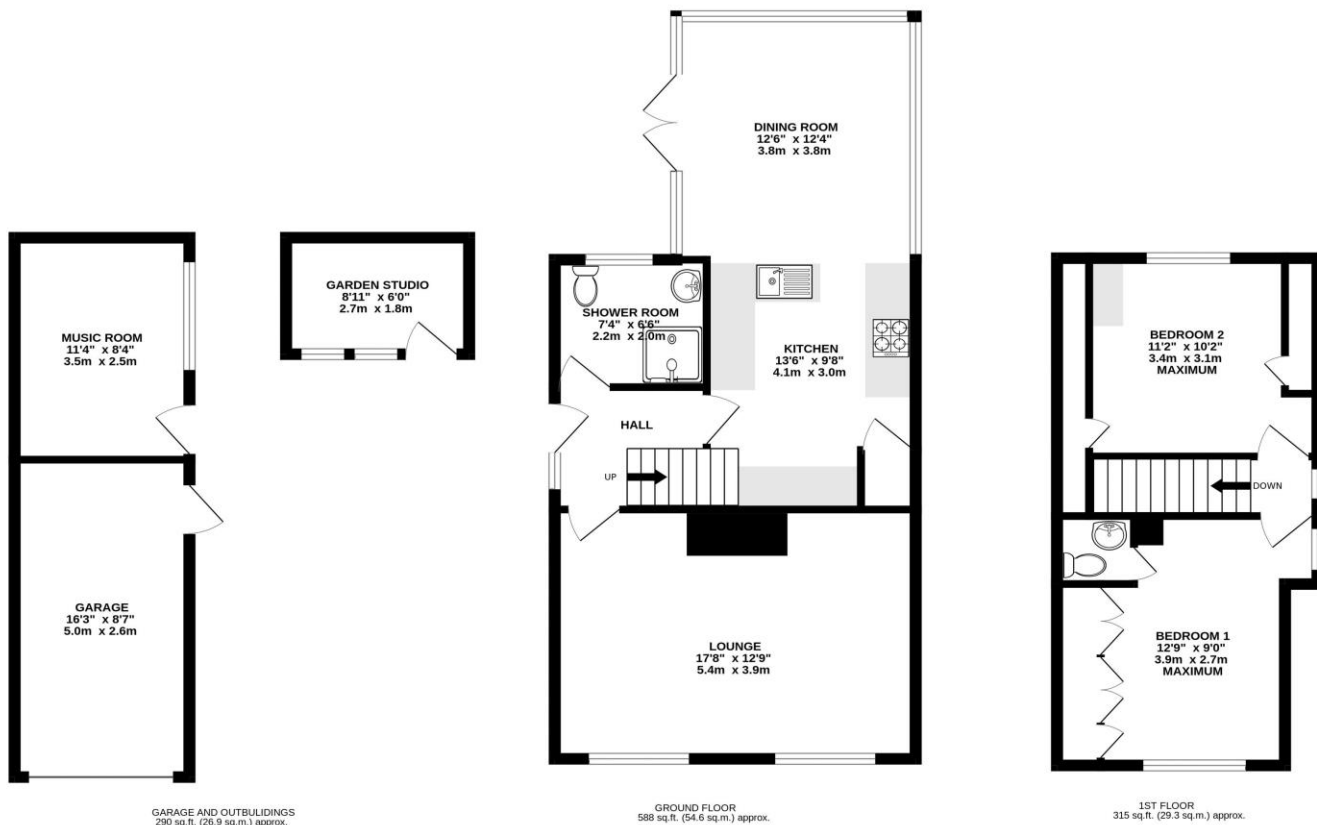 DINING ROOM
12'6" x 12'4"
3.8m x 3.8m
GARDEN STUDIO
8'11" x 6'0"
2.7m x 1.8m
MUSIC ROOM
11'4" x 8'4"
3.5m x 2.5m
SHOWER ROOM
7'4" x 6'6"
2.2m x 2.0m
KITCHEN
13'6" x 9'8"
4.1m x 3.0m
BEDROOM 2
11'2" x 10'2"
3.4m x 3.1m
MAXIMUM
HALL
UP
DOWN
GARAGE
16'3" x 8'7"
5.0m x 2.6m
LOUNGE
17'8" x 12'9"
5.4m x 3.9m
BEDROOM 1
12'9" x 9'0"
3.9m x 2.7m
MAXIMUM
GARAGE AND OUTBULIDINGS
290 sq.ft. (26.9 sq.m.) approx.
GROUND FLOOR
588 sq.ft. (54.6 sq.m.) approx.
1ST FLOOR
315 sq.ft. (29.3 sq.m.) approx.